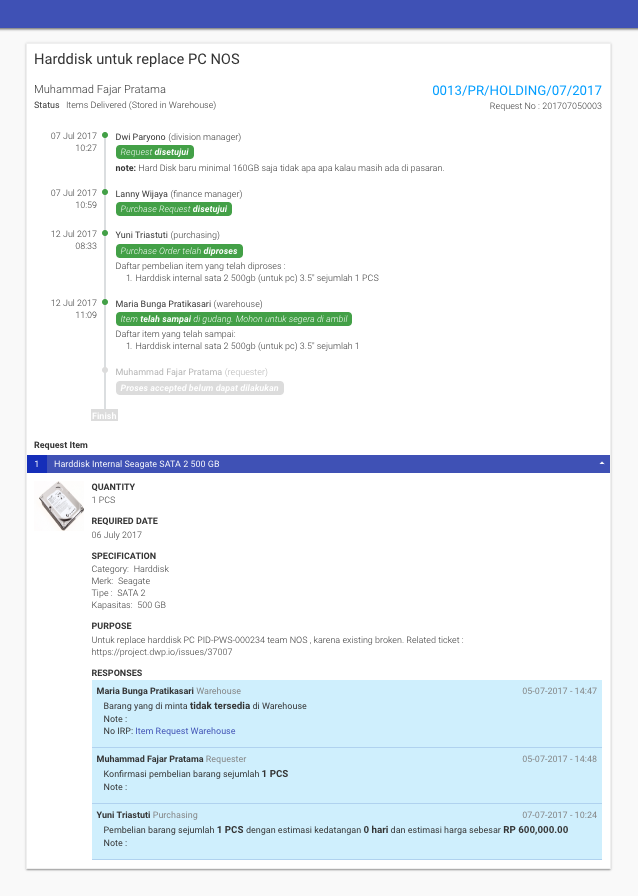 Harddisk untuk replace PC NOS
Muhammad Fajar Pratama
0013/PR/HOLDING/07/2017
Status Items Delivered (Stored in Warehouse)
Request No : 201707050003
07 Jul 2017
10:27
Dwi Paryono (division manager)
Request disetujui
note: Hard Disk baru minimal 160GB saja tidak apa apa kalau masih ada di pasaran.
07 Jul 2017
10:59
Lanny Wijaya (finance manager)
Purchase Request disetujui
12 Jul 2017
08:33
Yuni Triastuti (purchasing)
Purchase Order telah diproses
Daftar pembelian item yang telah diproses :
1. Harddisk internal sata 2 500gb (untuk pc) 3.5" sejumlah 1 PCS
12 Jul 2017
11:09
Maria Bunga Pratikasari (warehouse)
Item telah sampai di gudang. Mohon untuk segera di ambil
Daftar item yang telah sampai:
1. Harddisk internal sata 2 500gb (untuk pc) 3.5" sejumlah 1
Muhammad Fajar Pratama (requester)
Proses accepted belum dapat dilakukan
Finish
Request Item
1 Harddisk Internal Seagate SATA 2 500 GB
QUANTITY
1 PCS
REQUIRED DATE
06 July 2017
SPECIFICATION
Category: Harddisk
Merk: Seagate
Tipe : SATA 2
Kapasitas: 500 GB
PURPOSE
Untuk replace harddisk PC PID-PWS-000234 team NOS , karena existing broken. Related ticket :
https://project.dwp.io/issues/37007
RESPONSES
Maria Bunga Pratikasari Warehouse
05-07-2017 - 14:47
Barang yang di minta tidak tersedia di Warehouse
Note :
No IRP: Item Request Warehouse
Muhammad Fajar Pratama Requester
05-07-2017 - 14:48
Konfirmasi pembelian barang sejumlah 1 PCS
Note :
Yuni Triastuti Purchasing
07-07-2017 - 10:24
Pembelian barang sejumlah 1 PCS dengan estimasi kedatangan 0 hari dan estimasi harga sebesar RP 600,000.00
Note :